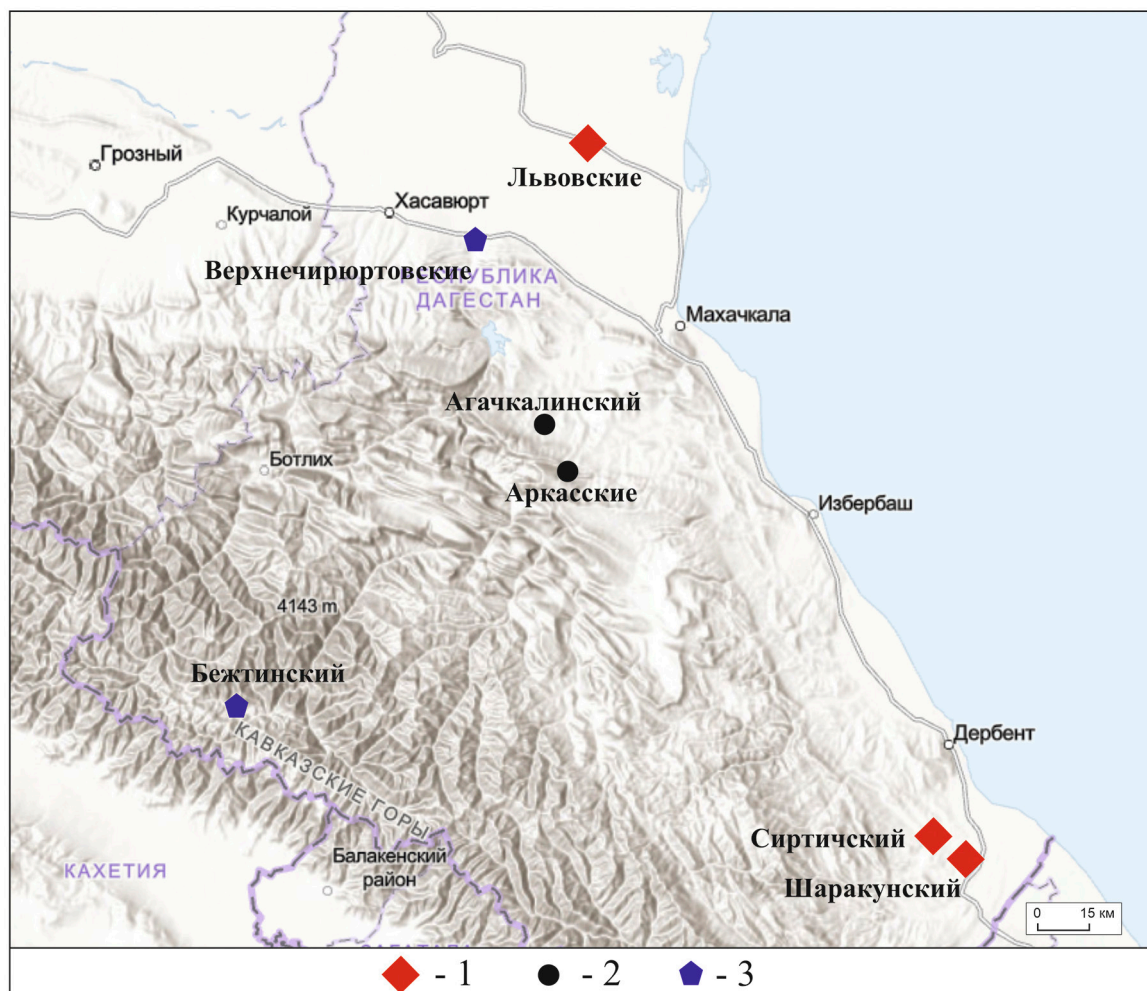 Грозный
Львовские
Хасавюрт
Курчалой
Верхнечирюртовские
РЕСПУБЛИКА
ДАГЕСТАН
Махачкала
Агачкалинский
Ботлих
Аркасские
Избербаш
4143 m
Бежтинский
КАВКАЗСКИЕ ГОРЫ
Дербент
Сиртичский
Балакенский
район
КАХЕТИЯ
Шаракунский
0 15 км
- 1 - 2 - 3